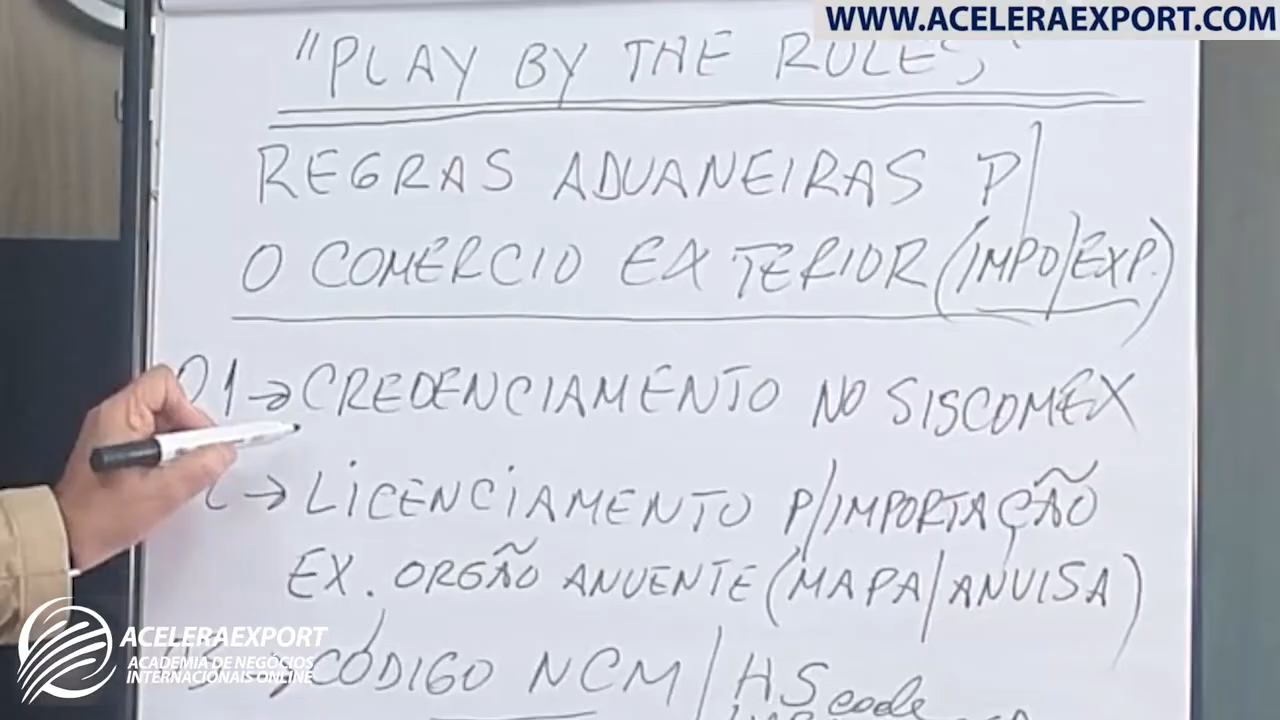 WWW.ACELERAEXPORT.COM
"PLAY BY THE RULES"
REGRAS ADUANEIRAS P/
O COMERCIO EXTERIOR (IMPO/EXP.)
01 → CREDENCIAMENTO NO SISCOMEX
→ LICENCIAMENTO P/IMPORTAÇÃO
EX. ORGÃO ANUENTE (MAPA/ANVISA)
→ CÓDIGO NCM / HS code
ACELERAEXPORT
ACADEMIA DE NEGÓCIOS
INTERNACIONAIS ONLINE